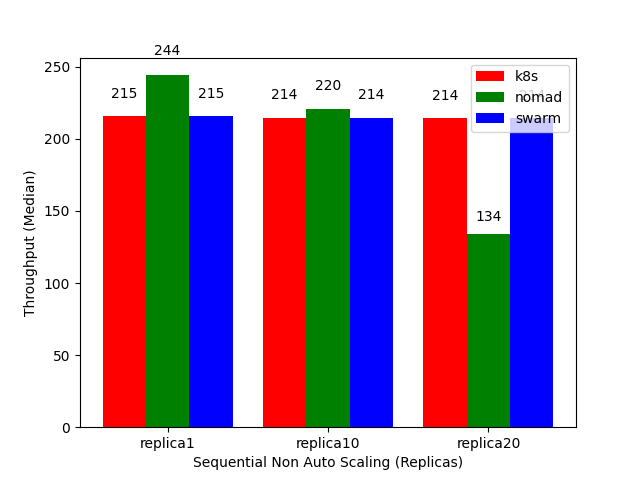 244
215
215
214
220
214
214
214
134
k8s
nomad
swarm
250
200
150
100
50
0
Throughput (Median)
replica1
replica10
replica20
Sequential Non Auto Scaling (Replicas)